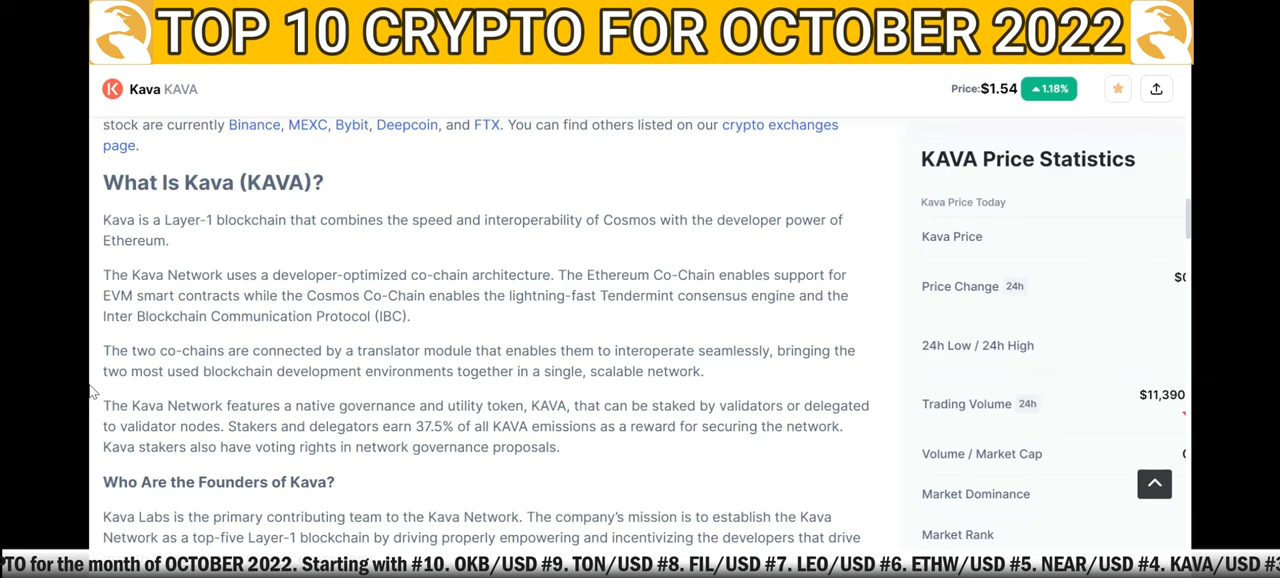 TOP 10 CRYPTO FOR OCTOBER 2022
Kava KAVA
Price:$1.54 1.18%
stock are currently Binance, MEXC, Bybit, Deepcoin, and FTX. You can find others listed on our crypto exchanges
page.
What Is Kava (KAVA)?
Kava is a Layer-1 blockchain that combines the speed and interoperability of Cosmos with the developer power of
Ethereum.
The Kava Network uses a developer-optimized co-chain architecture. The Ethereum Co-Chain enables support for
EVM smart contracts while the Cosmos Co-Chain enables the lightning-fast Tendermint consensus engine and the
Inter Blockchain Communication Protocol (IBC).
The two co-chains are connected by a translator module that enables them to interoperate seamlessly, bringing the
two most used blockchain development environments together in a single, scalable network.
The Kava Network features a native governance and utility token, KAVA, that can be staked by validators or delegated
to validator nodes. Stakers and delegators earn 37.5% of all KAVA emissions as a reward for securing the network.
Kava stakers also have voting rights in network governance proposals.
Who Are the Founders of Kava?
Kava Labs is the primary contributing team to the Kava Network. The company's mission is to establish the Kava
Network as a top-five Layer-1 blockchain by driving properly empowering and incentivizing the developers that drive
KAVA Price Statistics
Kava Price Today
Kava Price
Price Change 24h
24h Low / 24h High
Trading Volume 24h $11,390
Volume / Market Cap
Market Dominance
Market Rank
PTO for the month of OCTOBER 2022. Starting with #10. OKB/USD #9. TON/USD #8. FIL/USD #7. LEO/USD #6. ETHW/USD #5. NEAR/USD #4. KAVA/USD